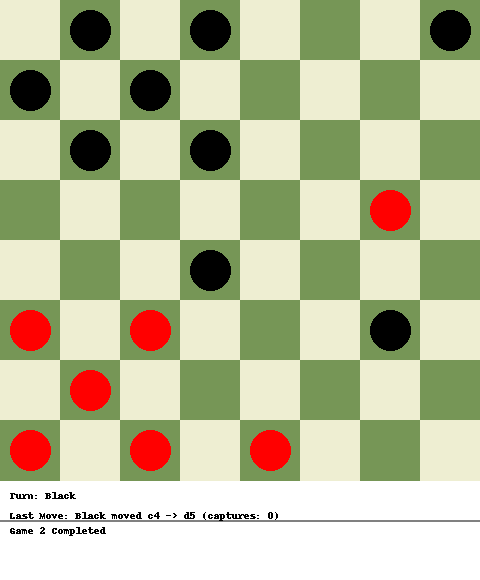 Turn: Black
Last Move: Black moved c4 -> d5 (captures: 0)
Game 2 Completed